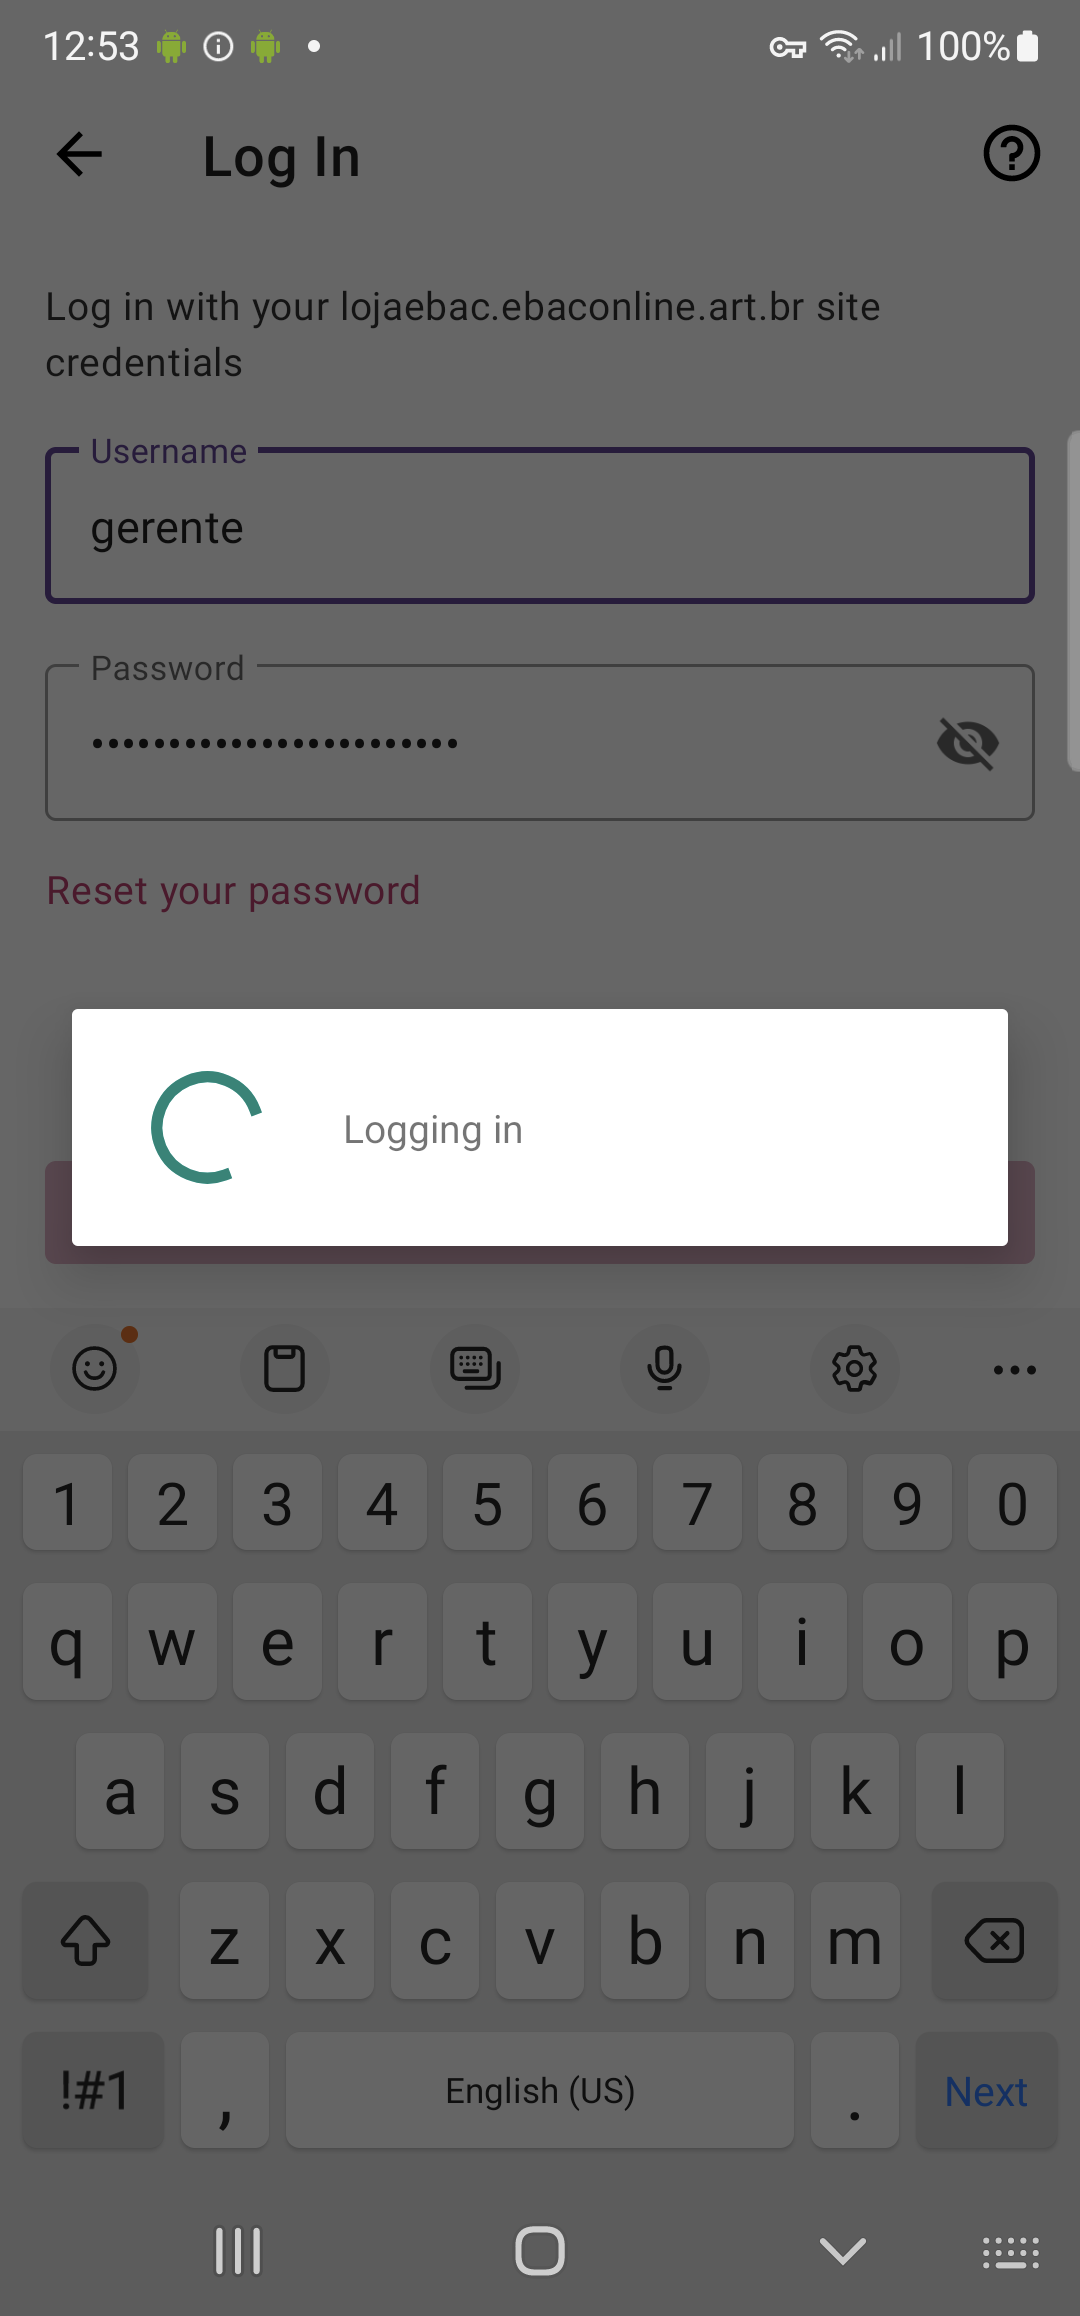 12:53 100%
Log In
Log in with your lojaebac.ebaconline.art.br site
credentials
Username
gerente
Password
••••••••••••••••••••••••
Reset your password
Logging in
1 2 3 4 5 6 7 8 9 0
q w e r t y u i o p
a s d f g h j k l
z x c v b n m
!#1 , English (US) . Next